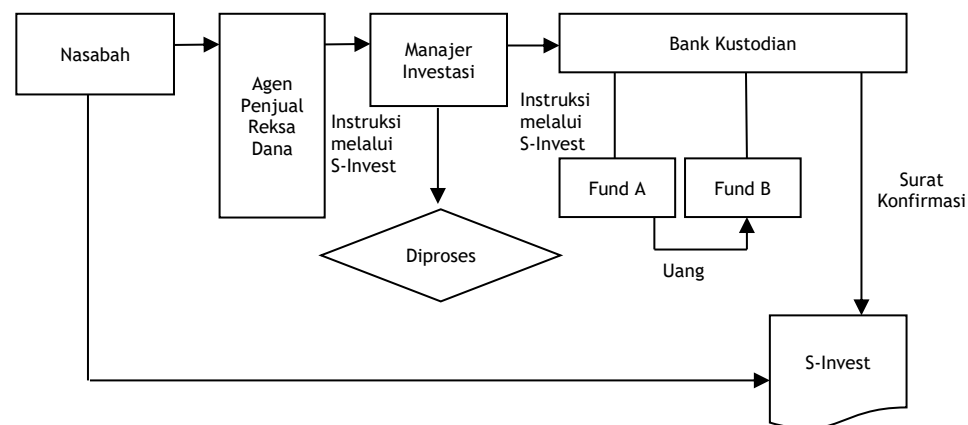 Nasabah
Agen
Penjual
Reksa
Dana
Instruksi
melalui
S-Invest
Manajer
Investasi
Diproses
Instruksi
melalui
S-Invest
Bank Kustodian
Fund A
Fund B
Uang
Surat
Konfirmasi
S-Invest